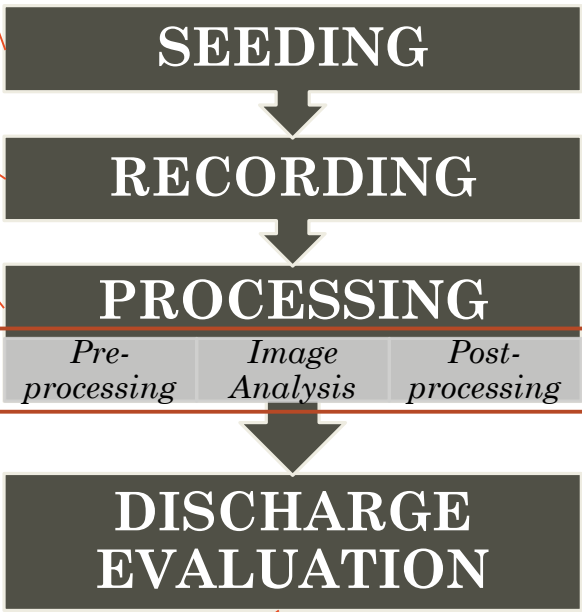 SEEDING
RECORDING
PROCESSING
Pre-
processing
Image
Analysis
Post-
processing
DISCHARGE
EVALUATION